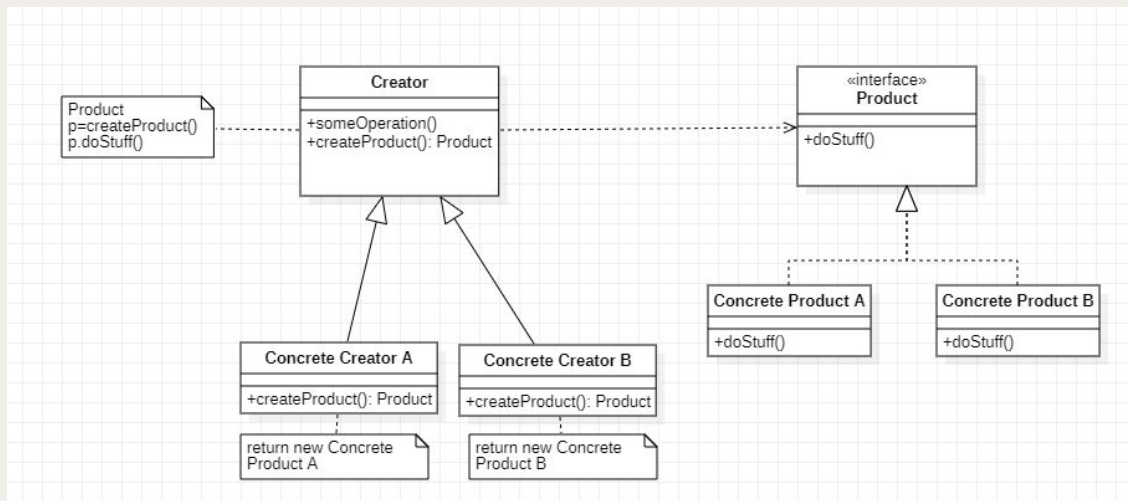 Product
p=createProduct()
p.doStuff()
Creator
+someOperation()
+createProduct(): Product
«interface»
Product
+doStuff()
Concrete Product A
+doStuff()
Concrete Product B
+doStuff()
Concrete Creator A
+createProduct(): Product
return new Concrete
Product A
Concrete Creator B
+createProduct(): Product
return new Concrete
Product B